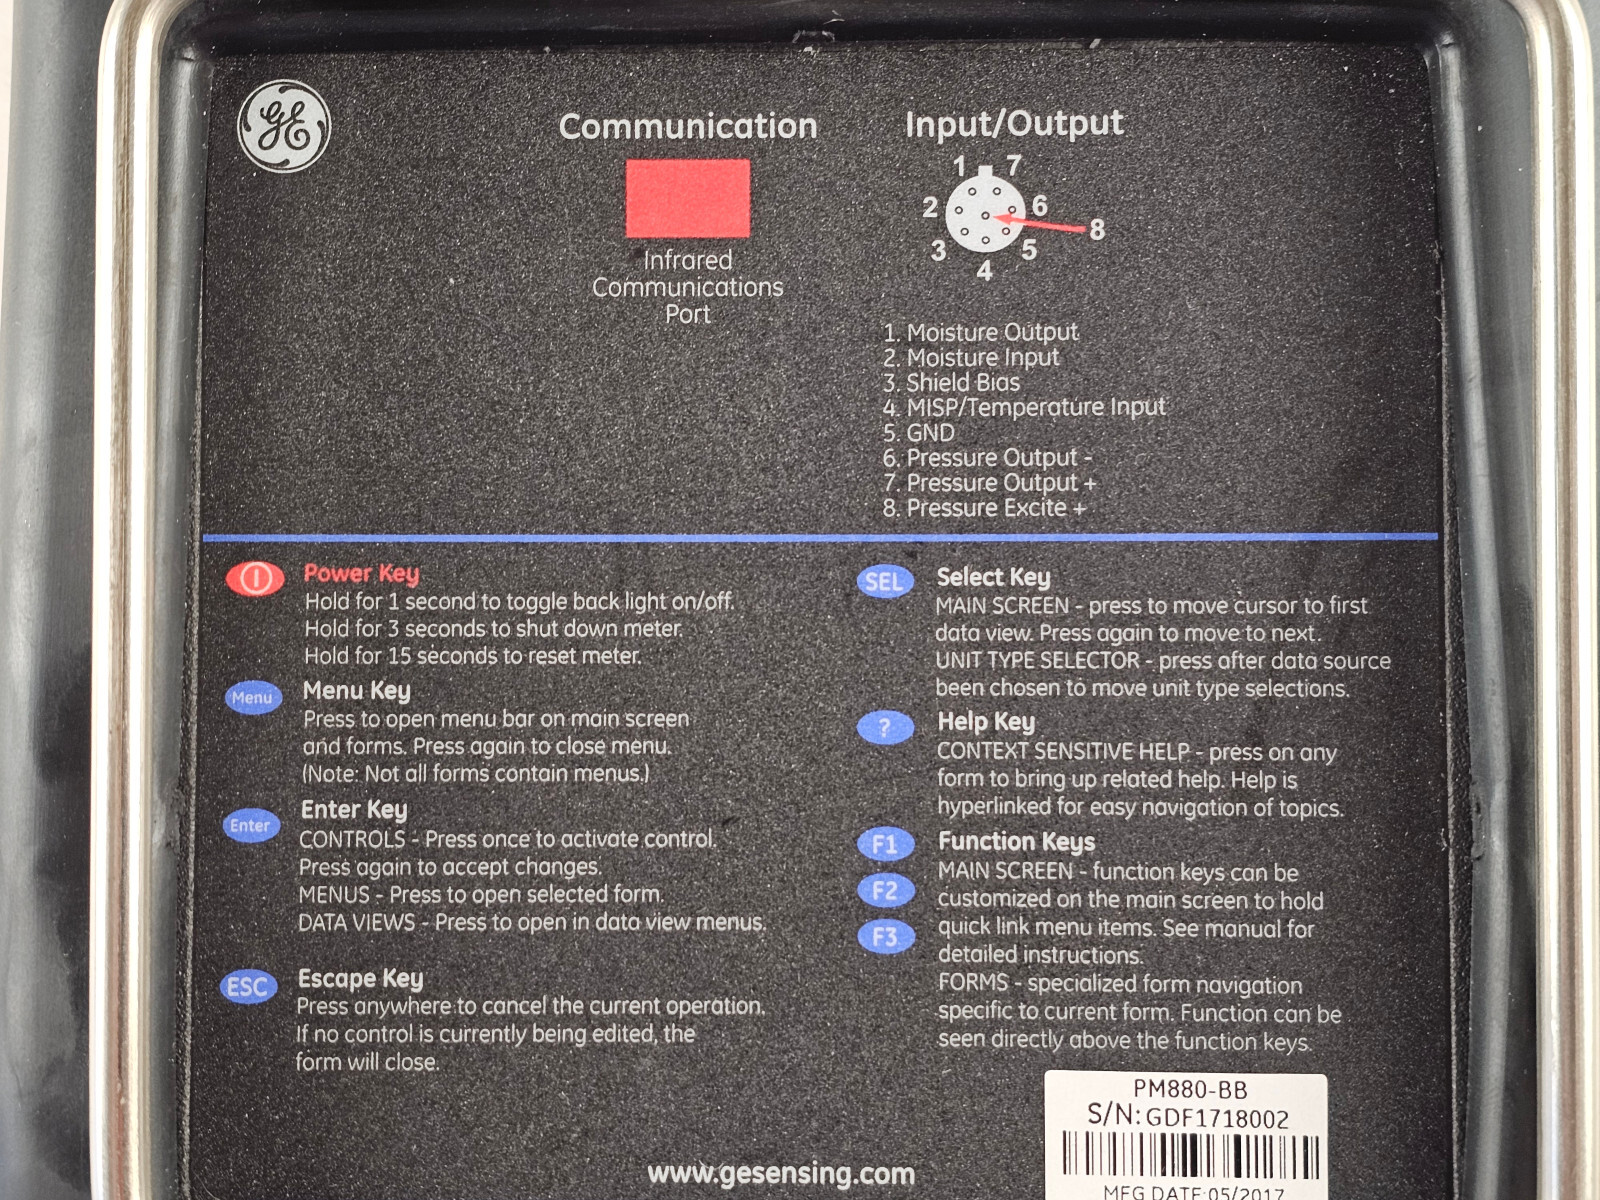 GE
Communication
Infrared
Communications
Port
Input/Output
1 7
2 6
8
3 5
4
1. Moisture Output
2. Moisture Input
3. Shield Bias
4. MISP/Temperature Input
5. GND
6. Pressure Output -
7. Pressure Output +
8. Pressure Excite +
Power Key
Hold for 1 second to toggle back light on/off.
Hold for 3 seconds to shut down meter.
Hold for 15 seconds to reset meter.
Menu
Menu Key
Press to open menu bar on main screen
and forms. Press again to close menu.
(Note: Not all forms contain menus.)
Enter
Enter Key
CONTROLS - Press once to activate control.
Press again to accept changes.
MENUS - Press to open selected form.
DATA VIEWS - Press to open in data view menus.
ESC
Escape Key
Press anywhere to cancel the current operation.
If no control is currently being edited, the
form will close.
SEL
Select Key
MAIN SCREEN - press to move cursor to first
data view. Press again to move to next.
UNIT TYPE SELECTOR - press after data source
been chosen to move unit type selections.
?
Help Key
CONTEXT SENSITIVE HELP - press on any
form to bring up related help. Help is
hyperlinked for easy navigation of topics.
F1
F2
F3
Function Keys
MAIN SCREEN - function keys can be
customized on the main screen to hold
quick link menu items. See manual for
detailed instructions.
FORMS - specialized form navigation
specific to current form. Function can be
seen directly above the function keys.
www.gesensing.com
PM880-BB
S/N: GDF1718002
MFG DATE: 05/2017